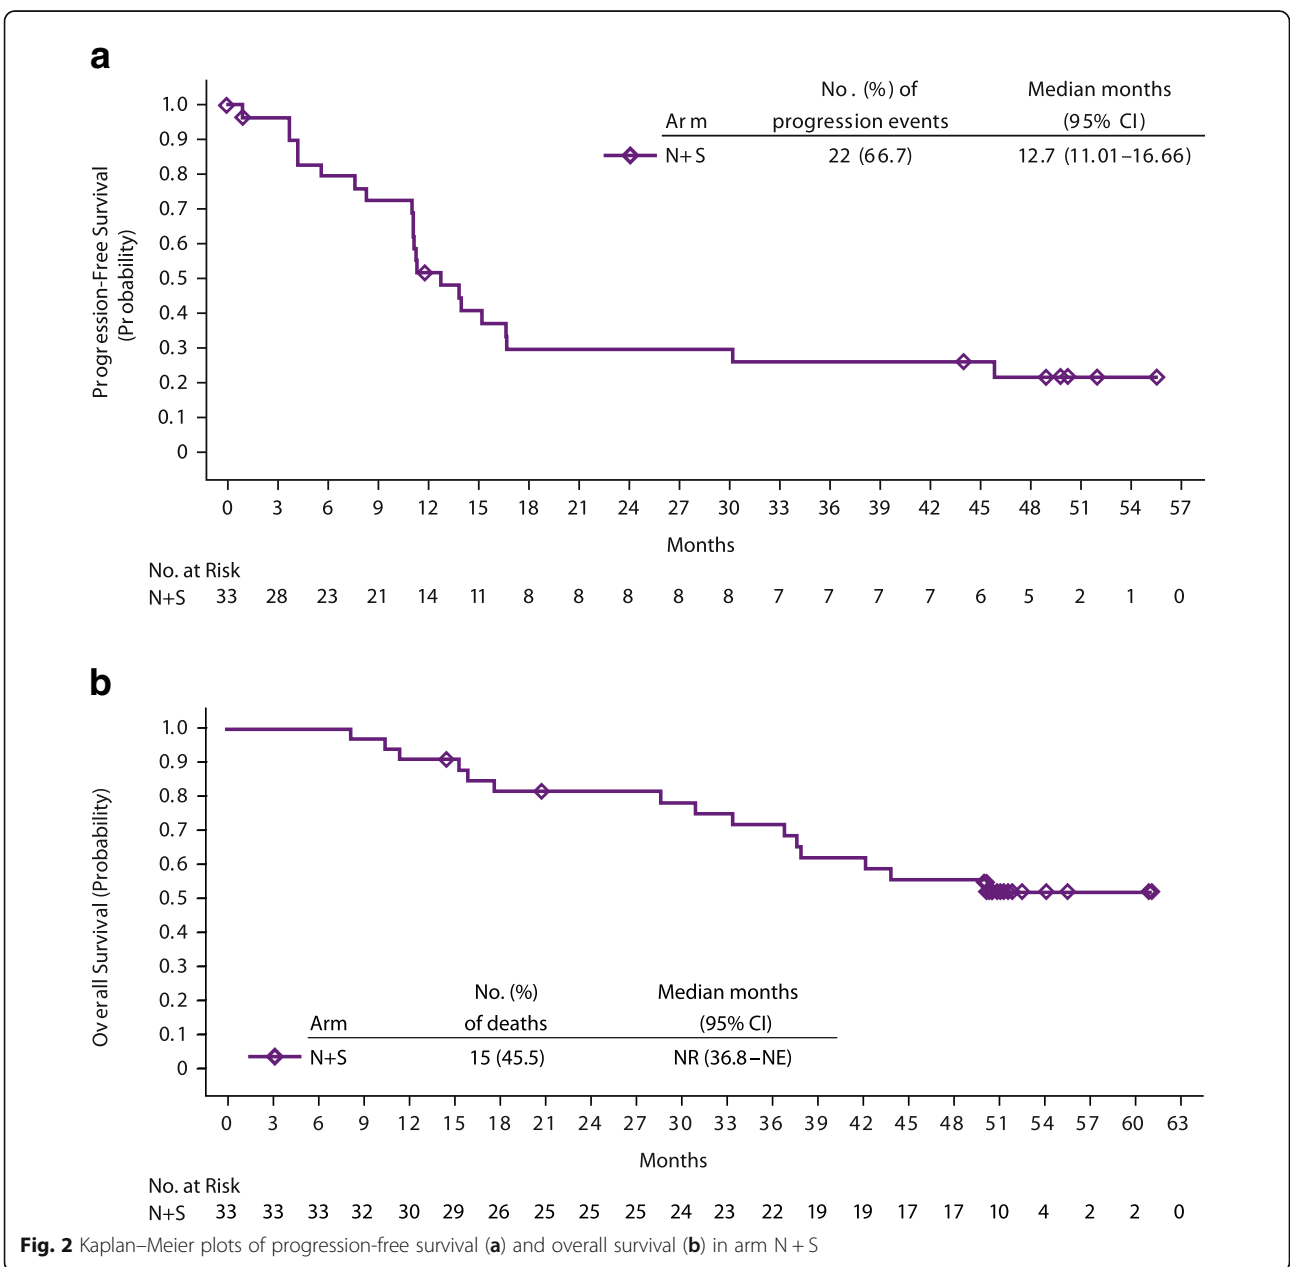 a
No. (%) of Median months
Arm progression events (95% CI)
N+S 22 (66.7) 12.7 (11.01–16.66)
Progression-Free Survival
(Probability)
1.0
0.9
0.8
0.7
0.6
0.5
0.4
0.3
0.2
0.1
0
0 3 6 9 12 15 18 21 24 27 30 33 36 39 42 45 48 51 54 57
Months
No. at Risk
N+S 33 28 23 21 14 11 8 8 8 8 8 7 7 7 7 6 5 2 1 0
b
Overall Survival (Probability)
1.0
0.9
0.8
0.7
0.6
0.5
0.4
0.3
0.2
0.1
0
No. (%) Median months
Arm of deaths (95% CI)
N+S 15 (45.5) NR (36.8–NE)
0 3 6 9 12 15 18 21 24 27 30 33 36 39 42 45 48 51 54 57 60 63
Months
No. at Risk
N+S 33 33 33 32 30 29 26 25 25 25 24 23 22 19 19 17 17 10 4 2 2 0
Fig. 2 Kaplan–Meier plots of progression-free survival (a) and overall survival (b) in arm N + S